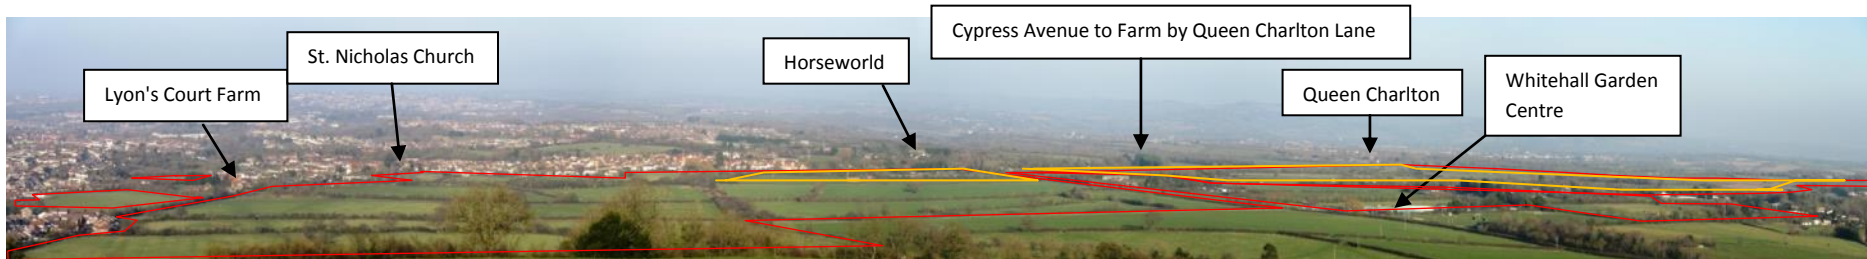 Lyon's Court Farm
St. Nicholas Church
Horseworld
Cypress Avenue to Farm by Queen Charlton Lane
Queen Charlton
Whitehall Garden
Centre